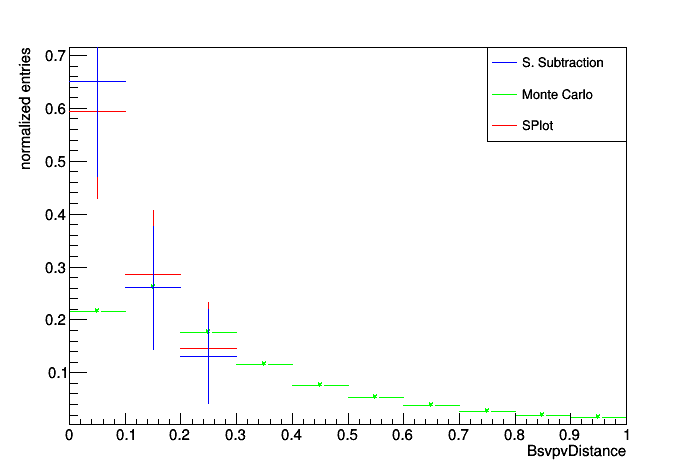 normalized entries
0.7
0.6
0.5
0.4
0.3
0.2
0.1
S. Subtraction
Monte Carlo
SPlot
0 0.1 0.2 0.3 0.4 0.5 0.6 0.7 0.8 0.9 1
BsvpvDistance